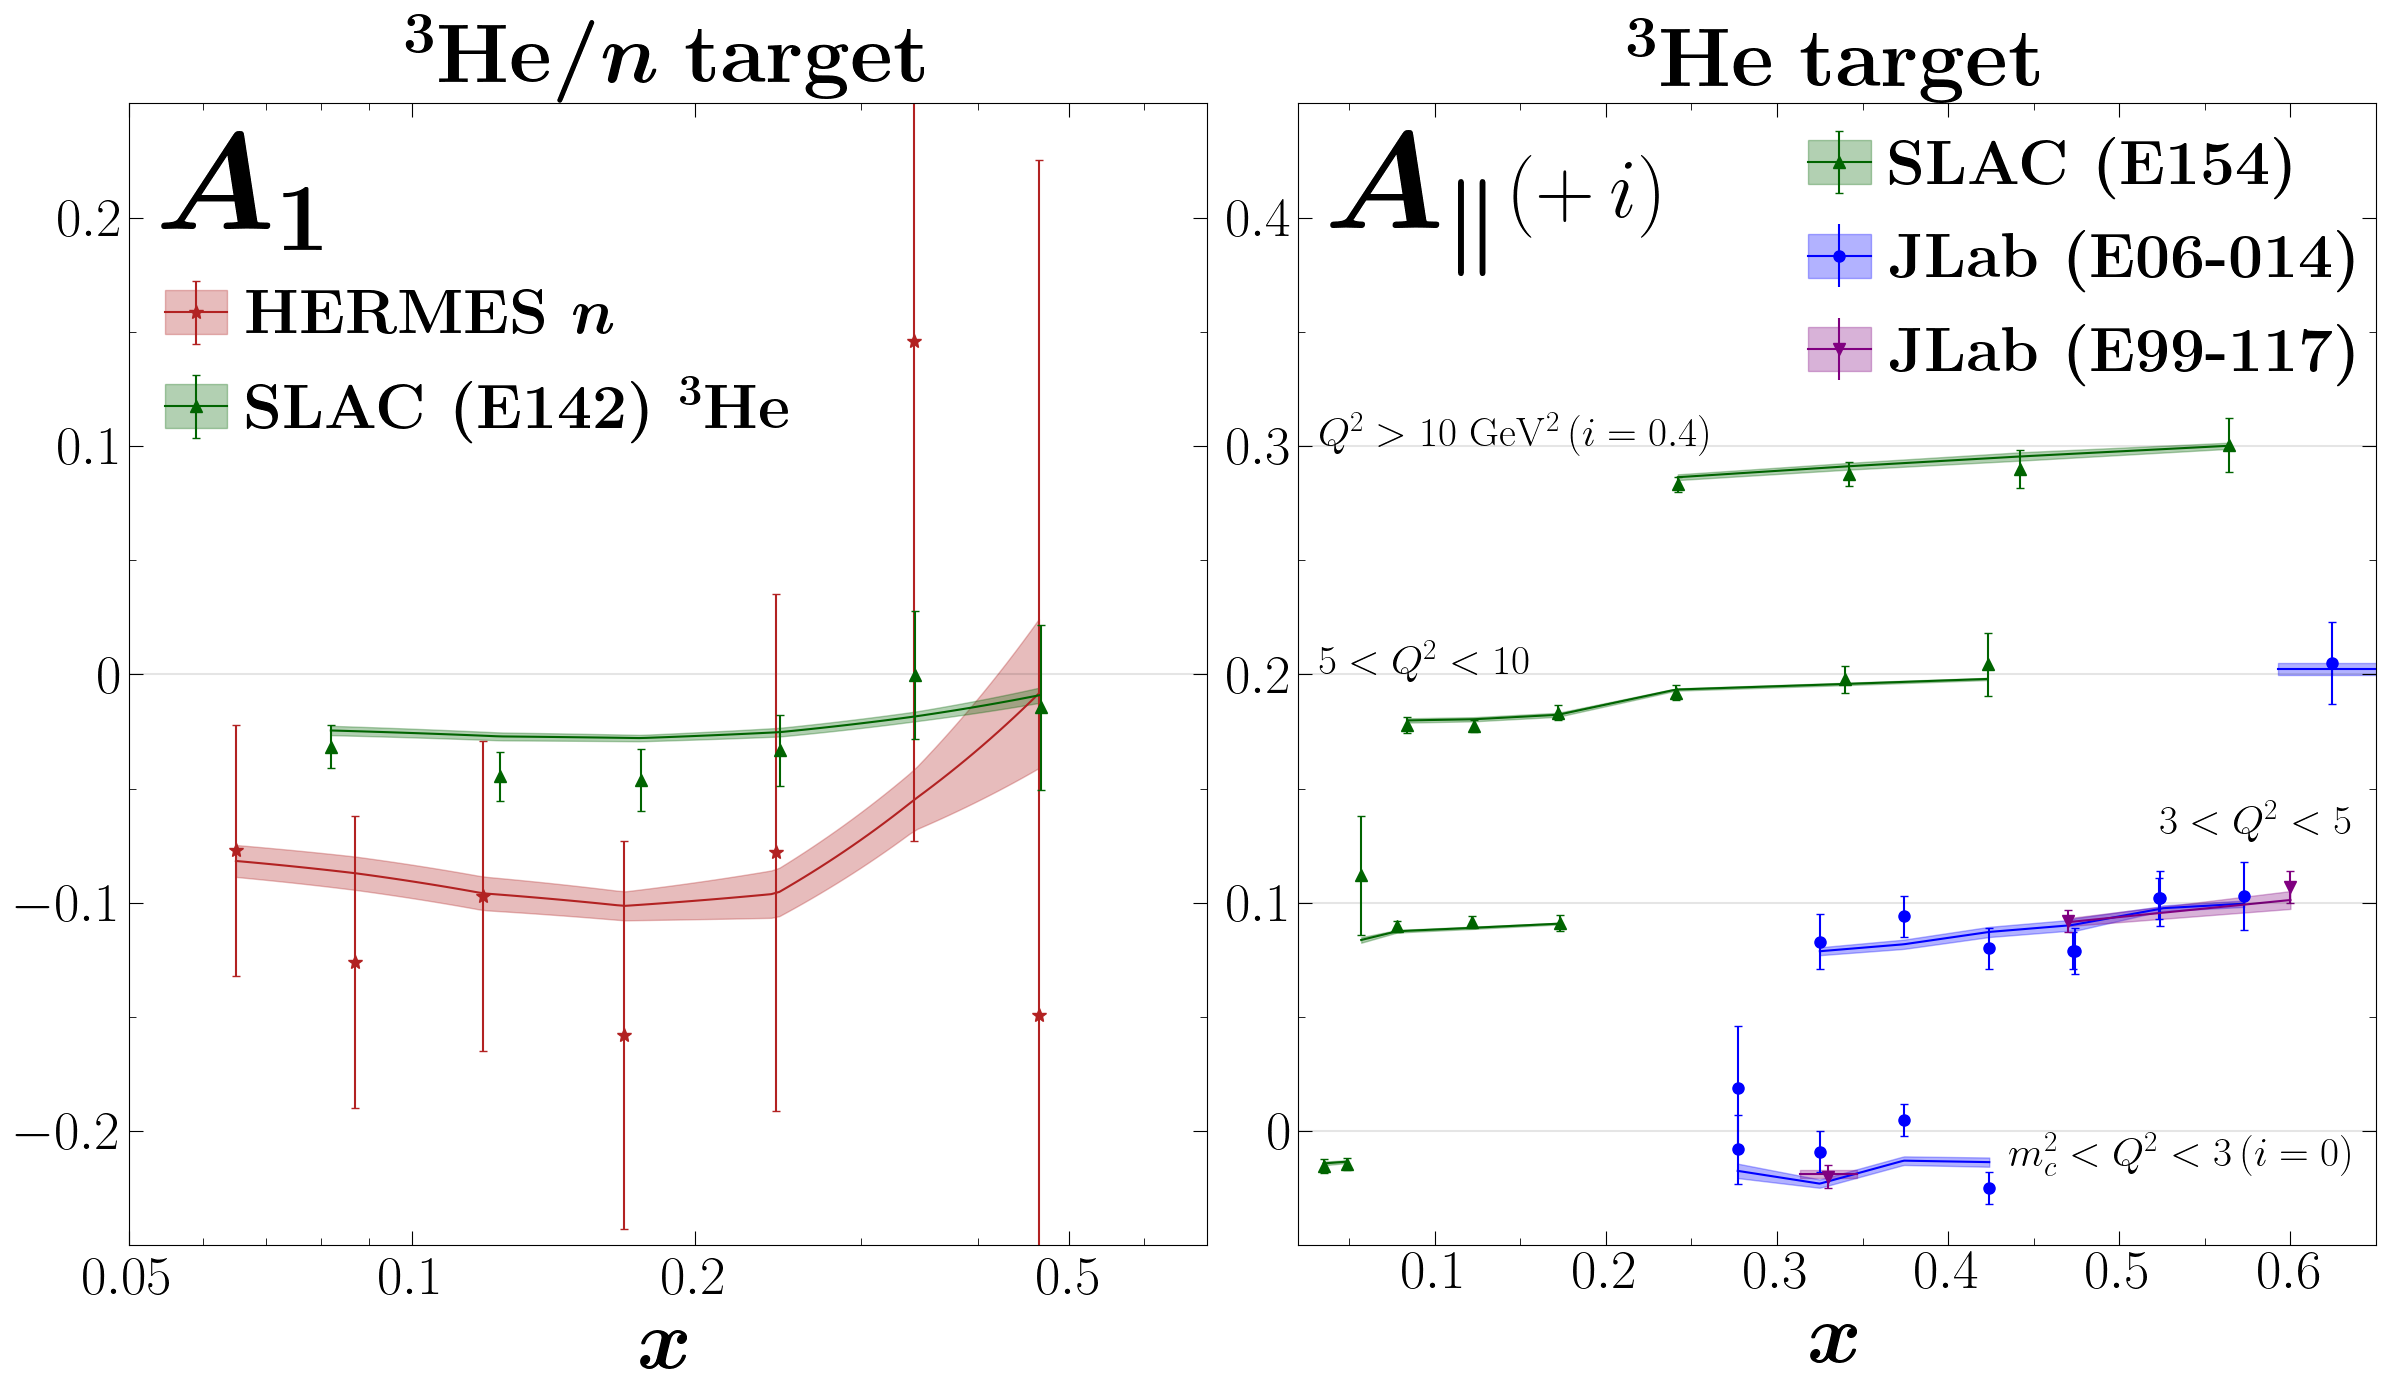 ³He/n target
A₁
HERMES n
SLAC (E142) ³He
0.2
0.1
0
−0.1
−0.2
0.05
0.1
0.2
0.5
x
³He target
A∥(+ i)
SLAC (E154)
JLab (E06-014)
JLab (E99-117)
Q² > 10 GeV² (i = 0.4)
5 < Q² < 10
3 < Q² < 5
m_c² < Q² < 3 (i = 0)
0.4
0.3
0.2
0.1
0
0.1
0.2
0.3
0.4
0.5
0.6
x